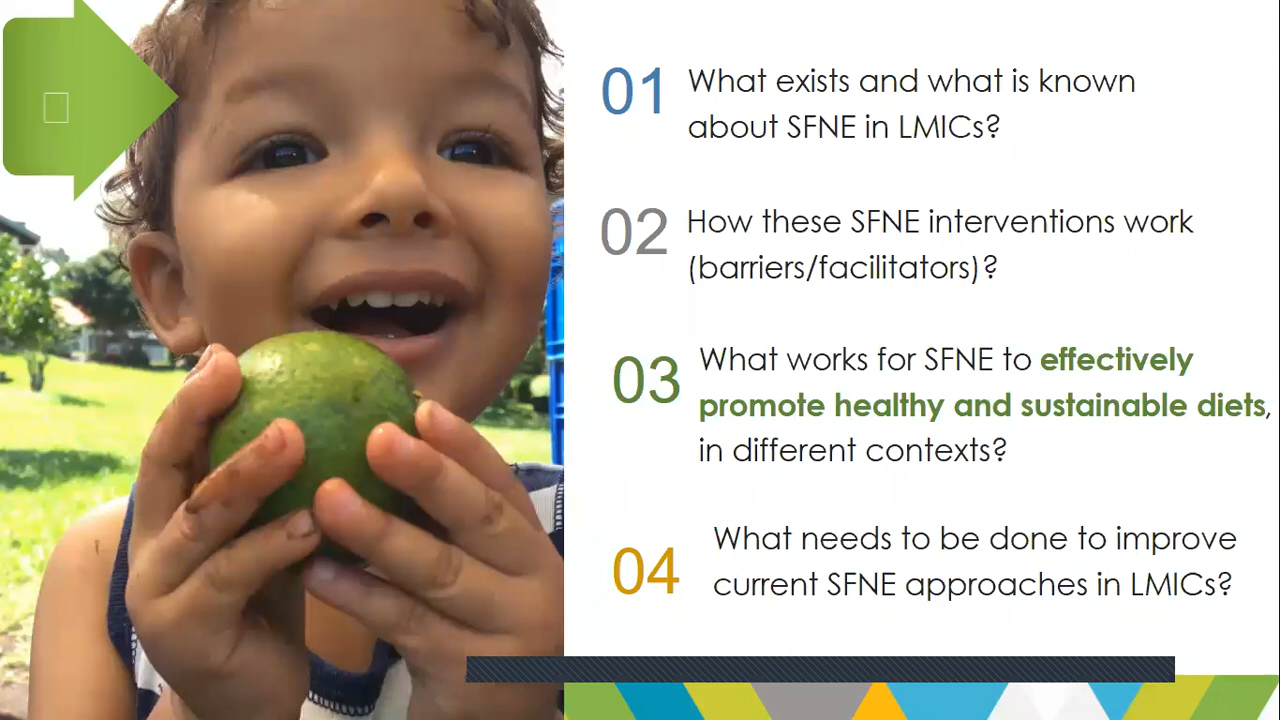 01 What exists and what is known
about SFNE in LMICs?
02 How these SFNE interventions work
(barriers/facilitators)?
03 What works for SFNE to effectively
promote healthy and sustainable diets,
in different contexts?
04 What needs to be done to improve
current SFNE approaches in LMICs?